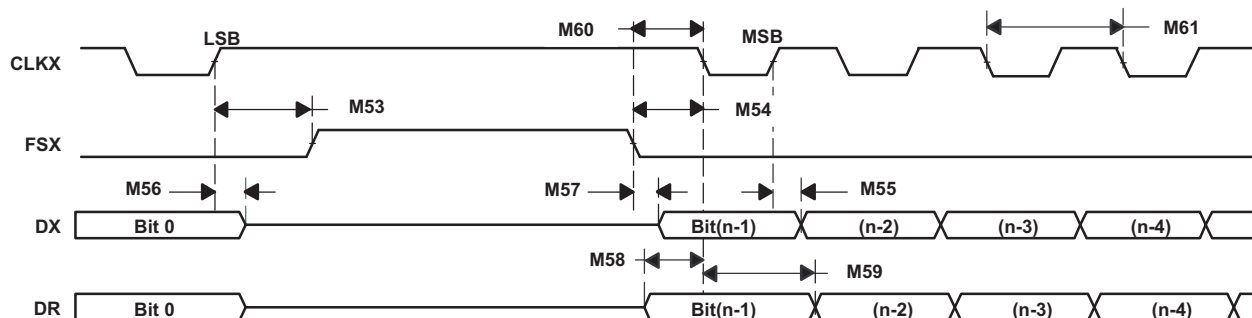 M60 M61
LSB MSB
CLKX
M53 M54
FSX
M56 M57 M55
DX Bit 0 Bit(n-1) (n-2) (n-3) (n-4)
M58 M59
DR Bit 0 Bit(n-1) (n-2) (n-3) (n-4)